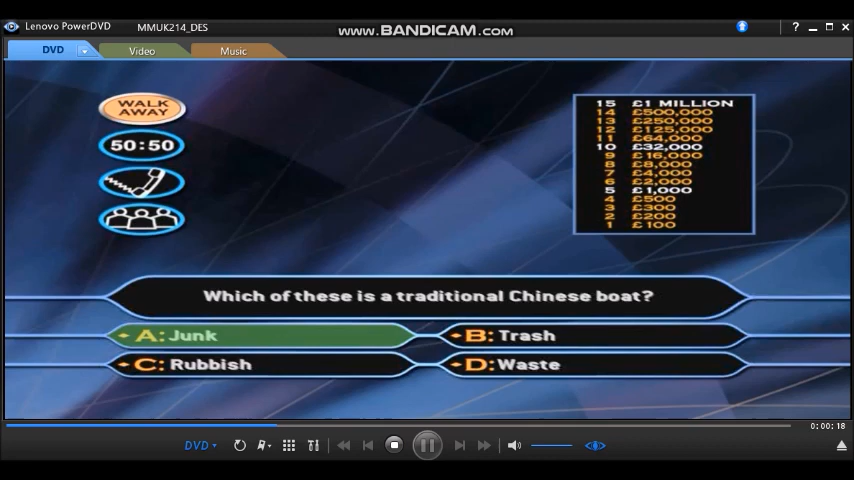 Lenovo PowerDVD
MMUK214_DES
WWW.BANDICAM.com
?
DVD
Video
Music
WALK
AWAY
50:50
15 £1 MILLION
14 £500,000
13 £250,000
12 £125,000
11 £64,000
10 £32,000
9 £16,000
8 £8,000
7 £4,000
6 £2,000
5 £1,000
4 £500
3 £300
2 £200
1 £100
Which of these is a traditional Chinese boat?
A: Junk
B: Trash
C: Rubbish
D: Waste
0:00:18
DVD